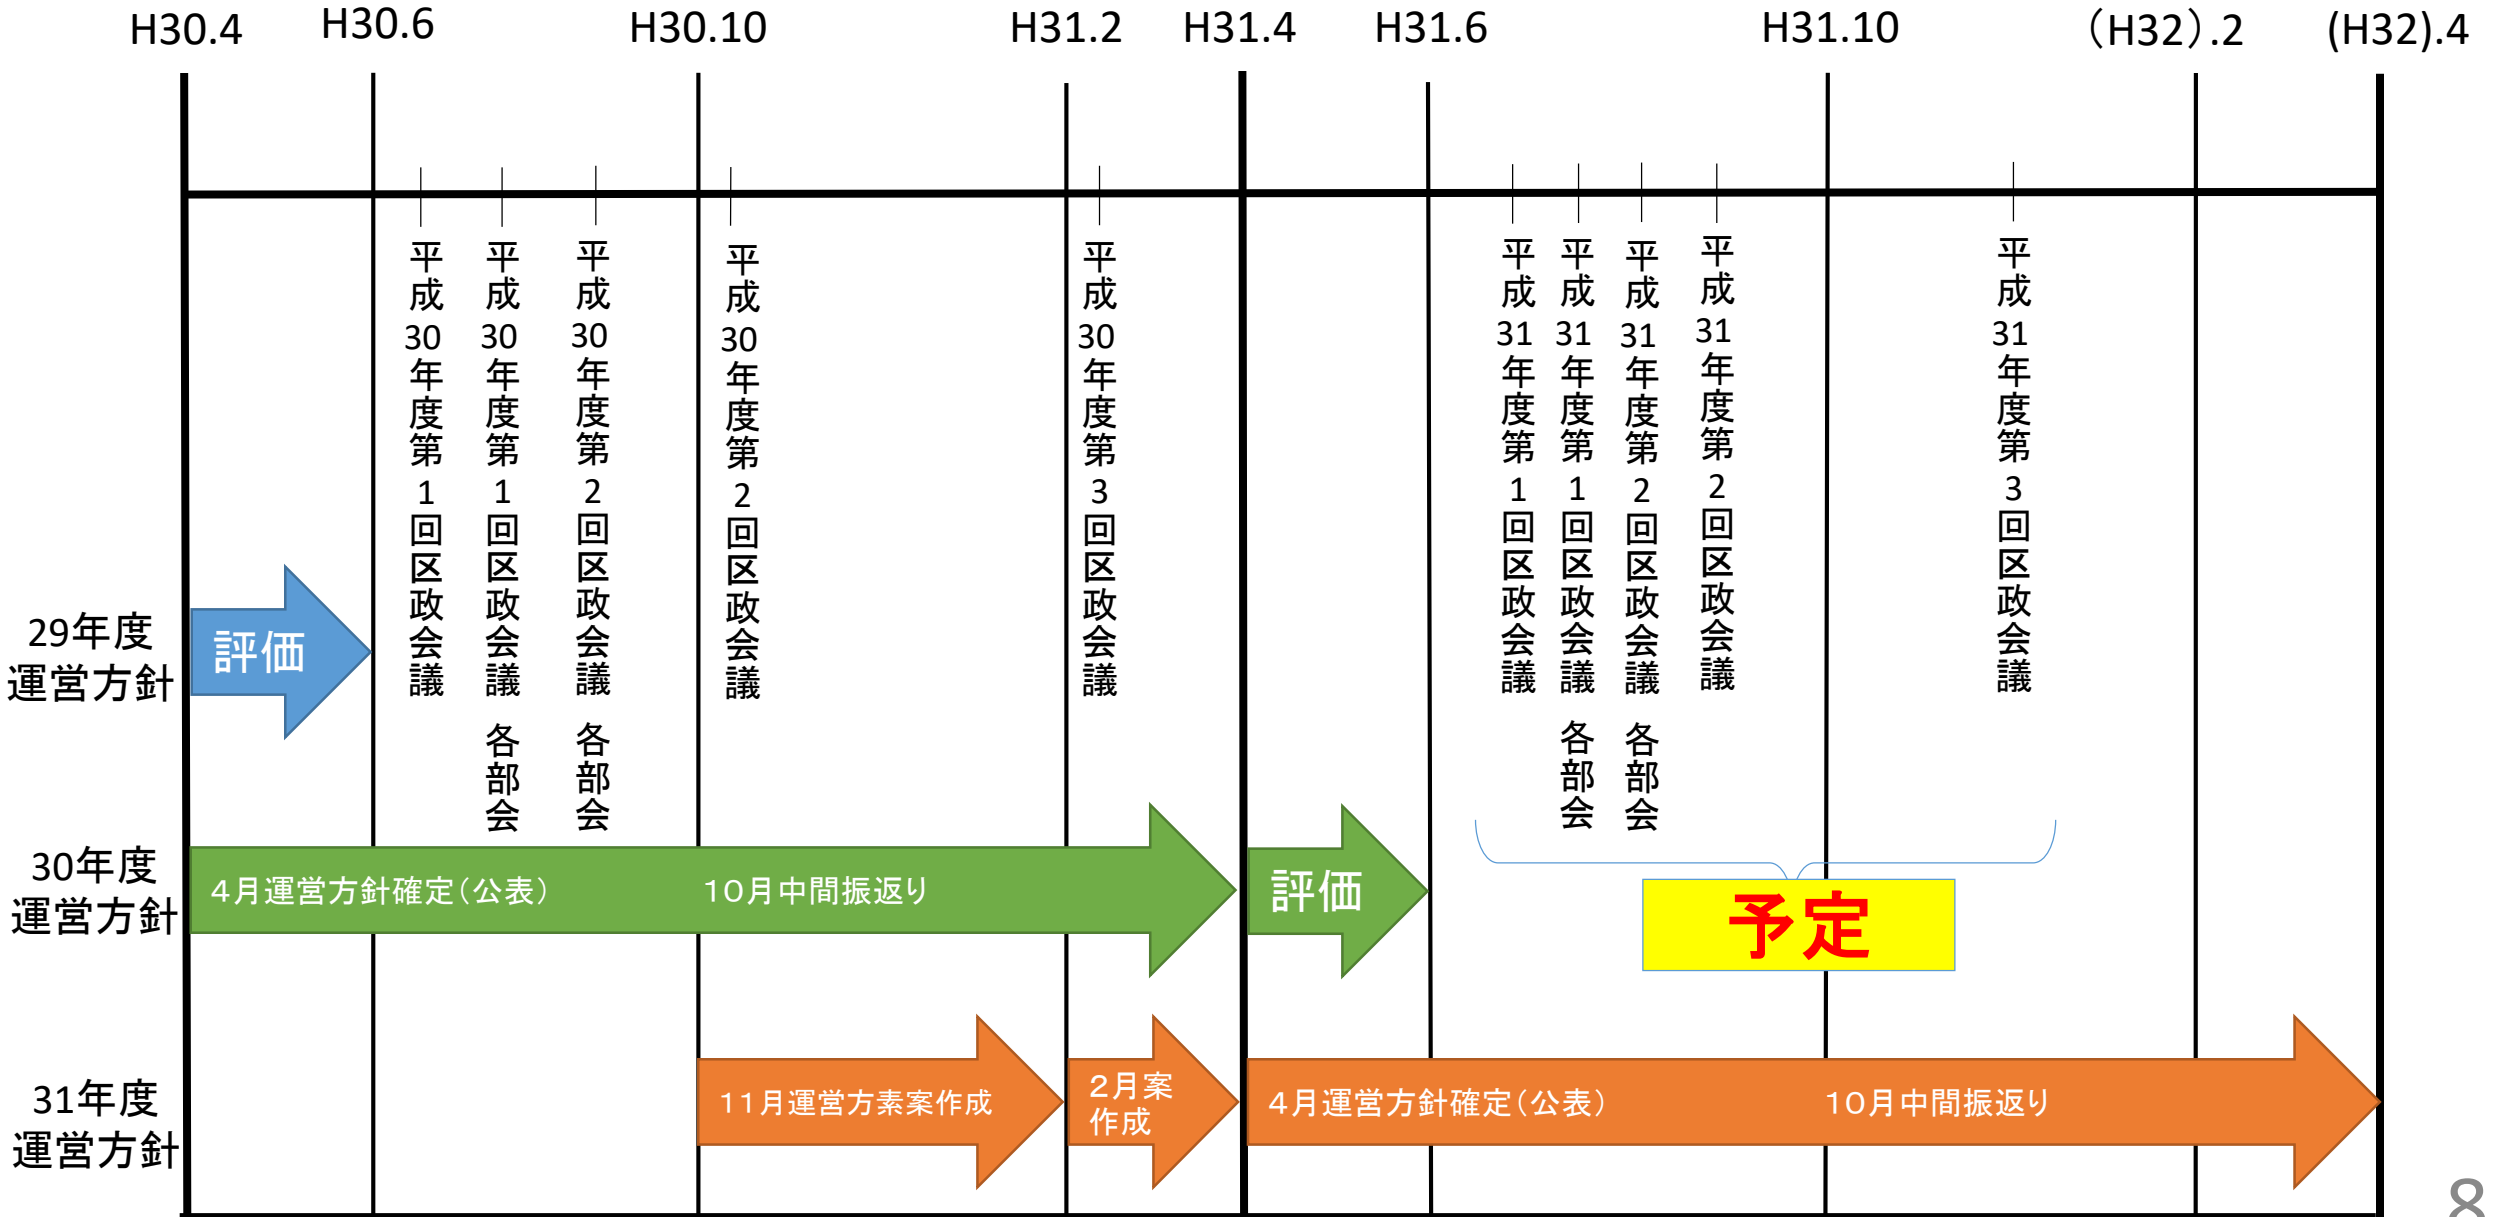 H30.4
H30.6
H30.10
H31.2
H31.4
H31.6
H31.10
（H32）.2
(H32).4
平成30年度第1回区政会議
平成30年度第1回区政会議 各部会
平成30年度第2回区政会議 各部会
平成30年度第2回区政会議
平成30年度第3回区政会議
平成31年度第1回区政会議
平成31年度第1回区政会議 各部会
平成31年度第2回区政会議 各部会
平成31年度第2回区政会議
平成31年度第3回区政会議
29年度
運営方針
評価
30年度
運営方針
４月運営方針確定（公表）
１０月中間振返り
評価
予定
31年度
運営方針
１１月運営方素案作成
２月案
作成
４月運営方針確定（公表）
１０月中間振返り
8